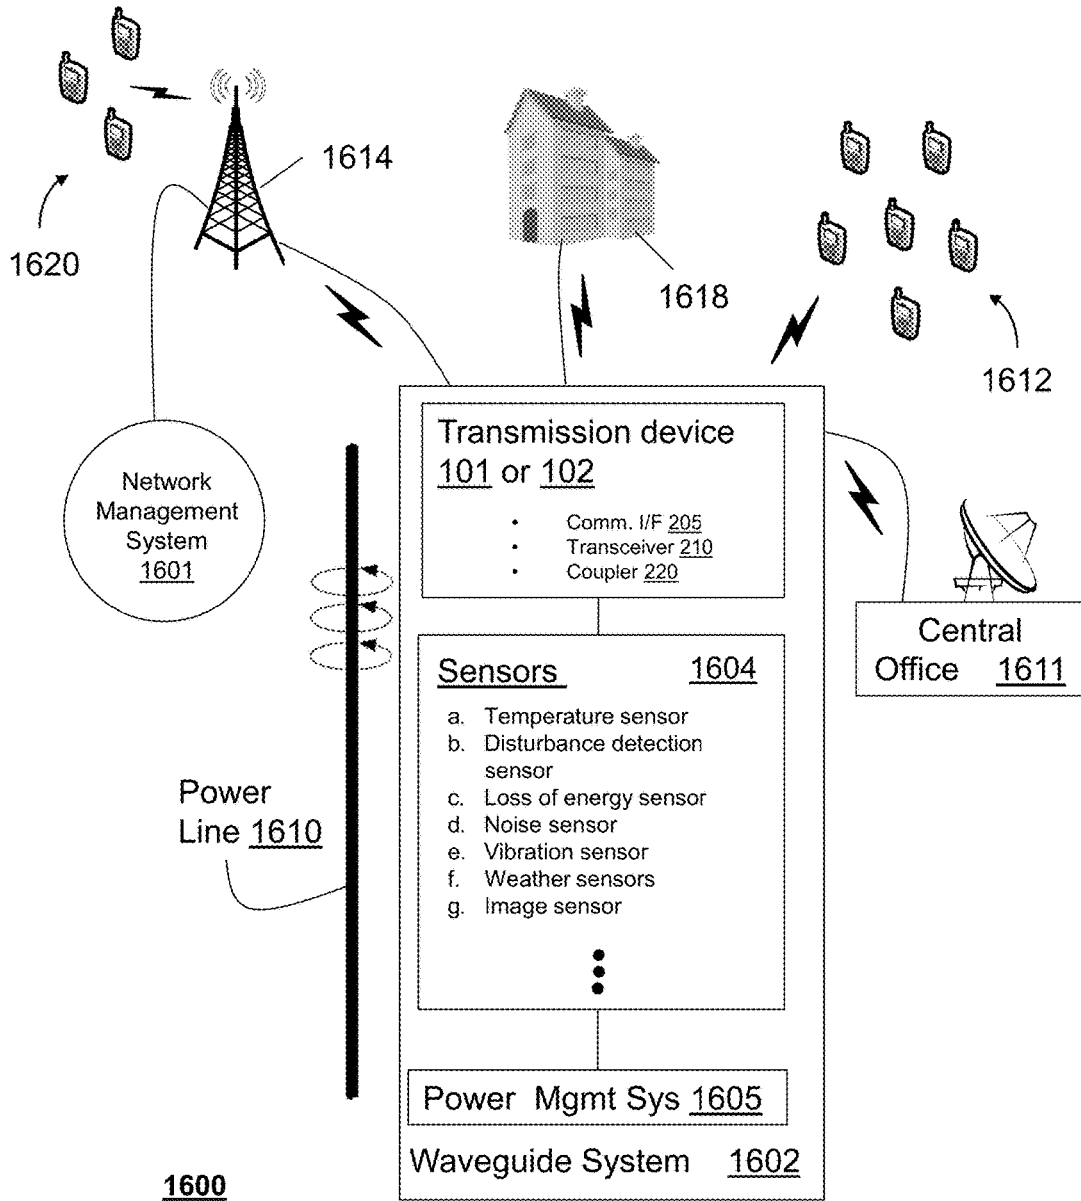 1614
1620
1618
1612
Network
Management
System
1601
Transmission device
101 or 102
• Comm. I/F 205
• Transceiver 210
• Coupler 220
Central
Office 1611
Sensors 1604
a. Temperature sensor
b. Disturbance detection
sensor
c. Loss of energy sensor
d. Noise sensor
e. Vibration sensor
f. Weather sensors
g. Image sensor
Power
Line 1610
Power Mgmt Sys 1605
Waveguide System 1602
1600